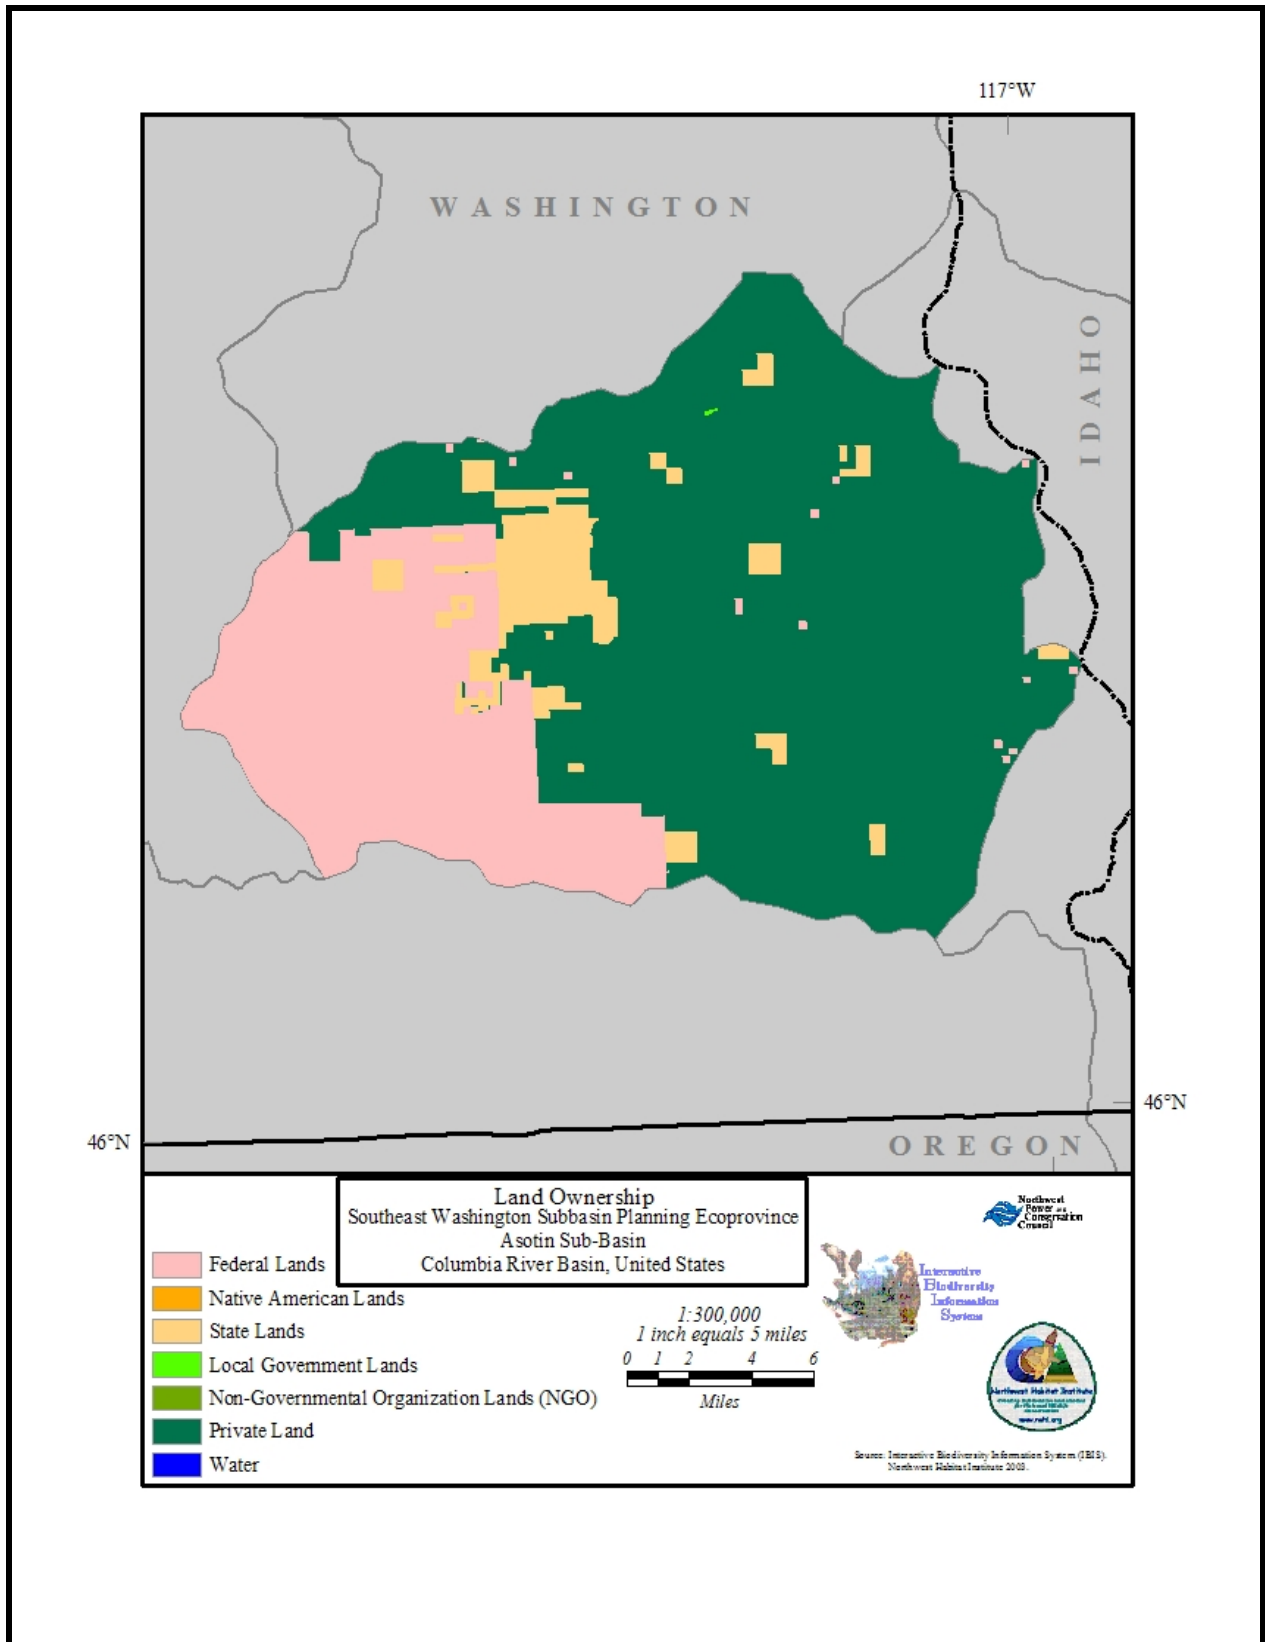 117°W
WASHINGTON
IDAHO
46°N
46°N
OREGON
Land Ownership
Southeast Washington Subbasin Planning Ecoprovince
Asotin Sub-Basin
Columbia River Basin, United States
Federal Lands
Native American Lands
State Lands
Local Government Lands
Non-Governmental Organization Lands (NGO)
Private Land
Water
1:300,000
1 inch equals 5 miles
0 1 2 4 6
Miles
Northwest
Power and
Conservation
Council
Interactive
Biodiversity
Information
System
Northwest Habitat Institute
www.nwhi.org
Source: Interactive Biodiversity Information System (IBIS).
Northwest Habitat Institute 2003.